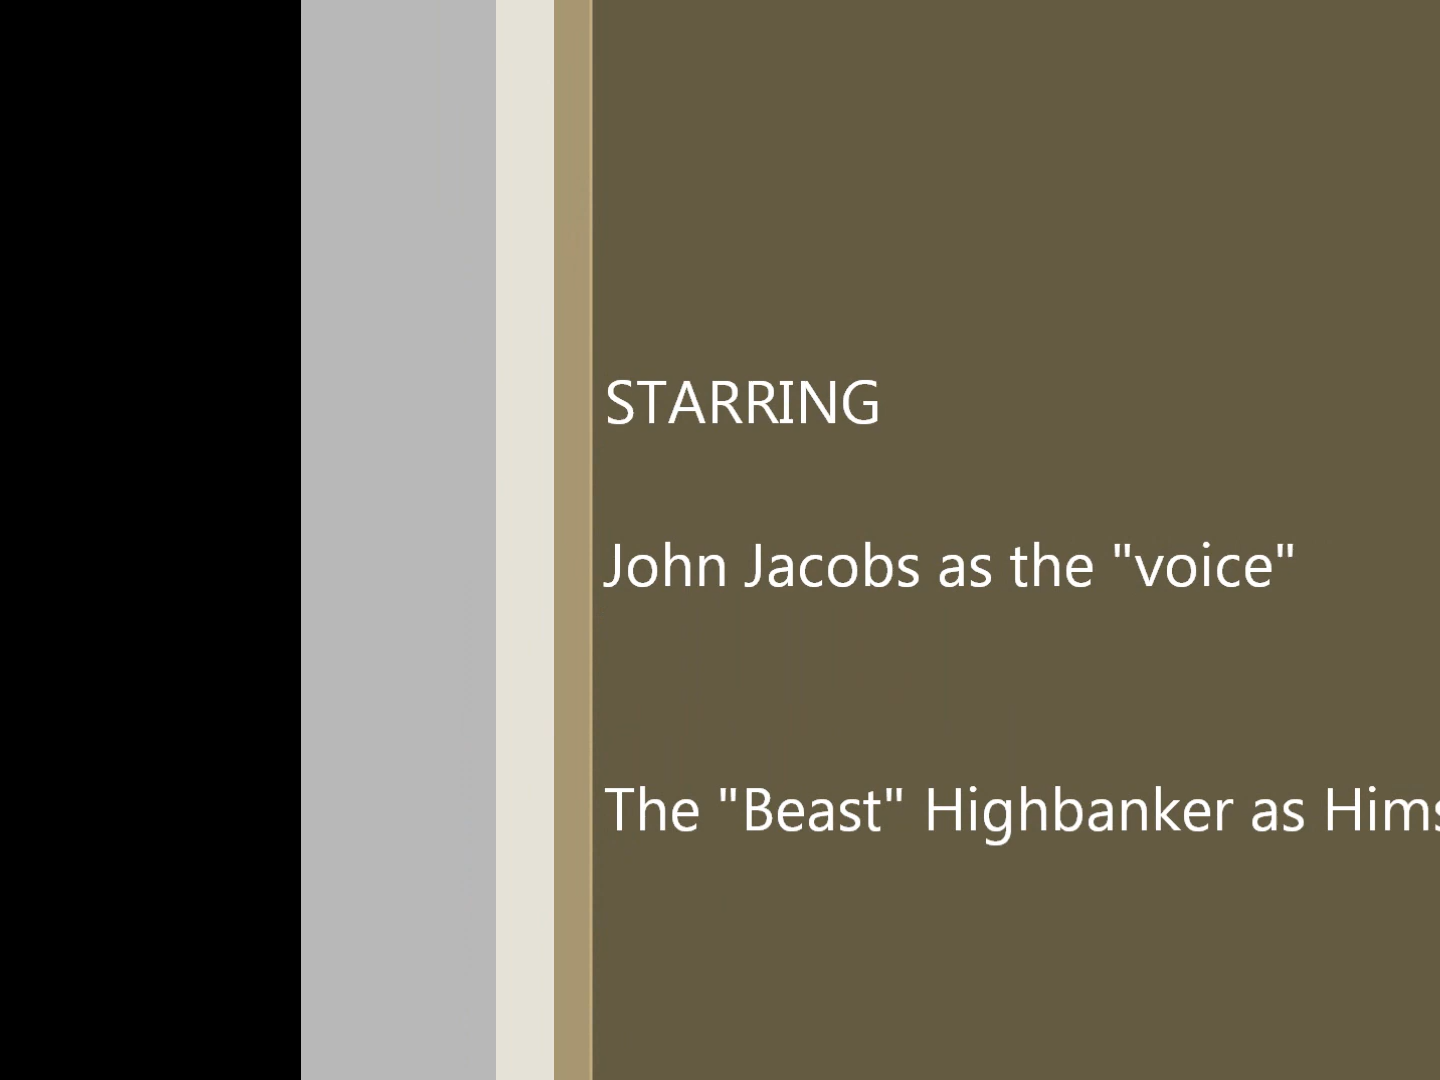 STARRING
John Jacobs as the "voice"
The "Beast" Highbanker as Hims